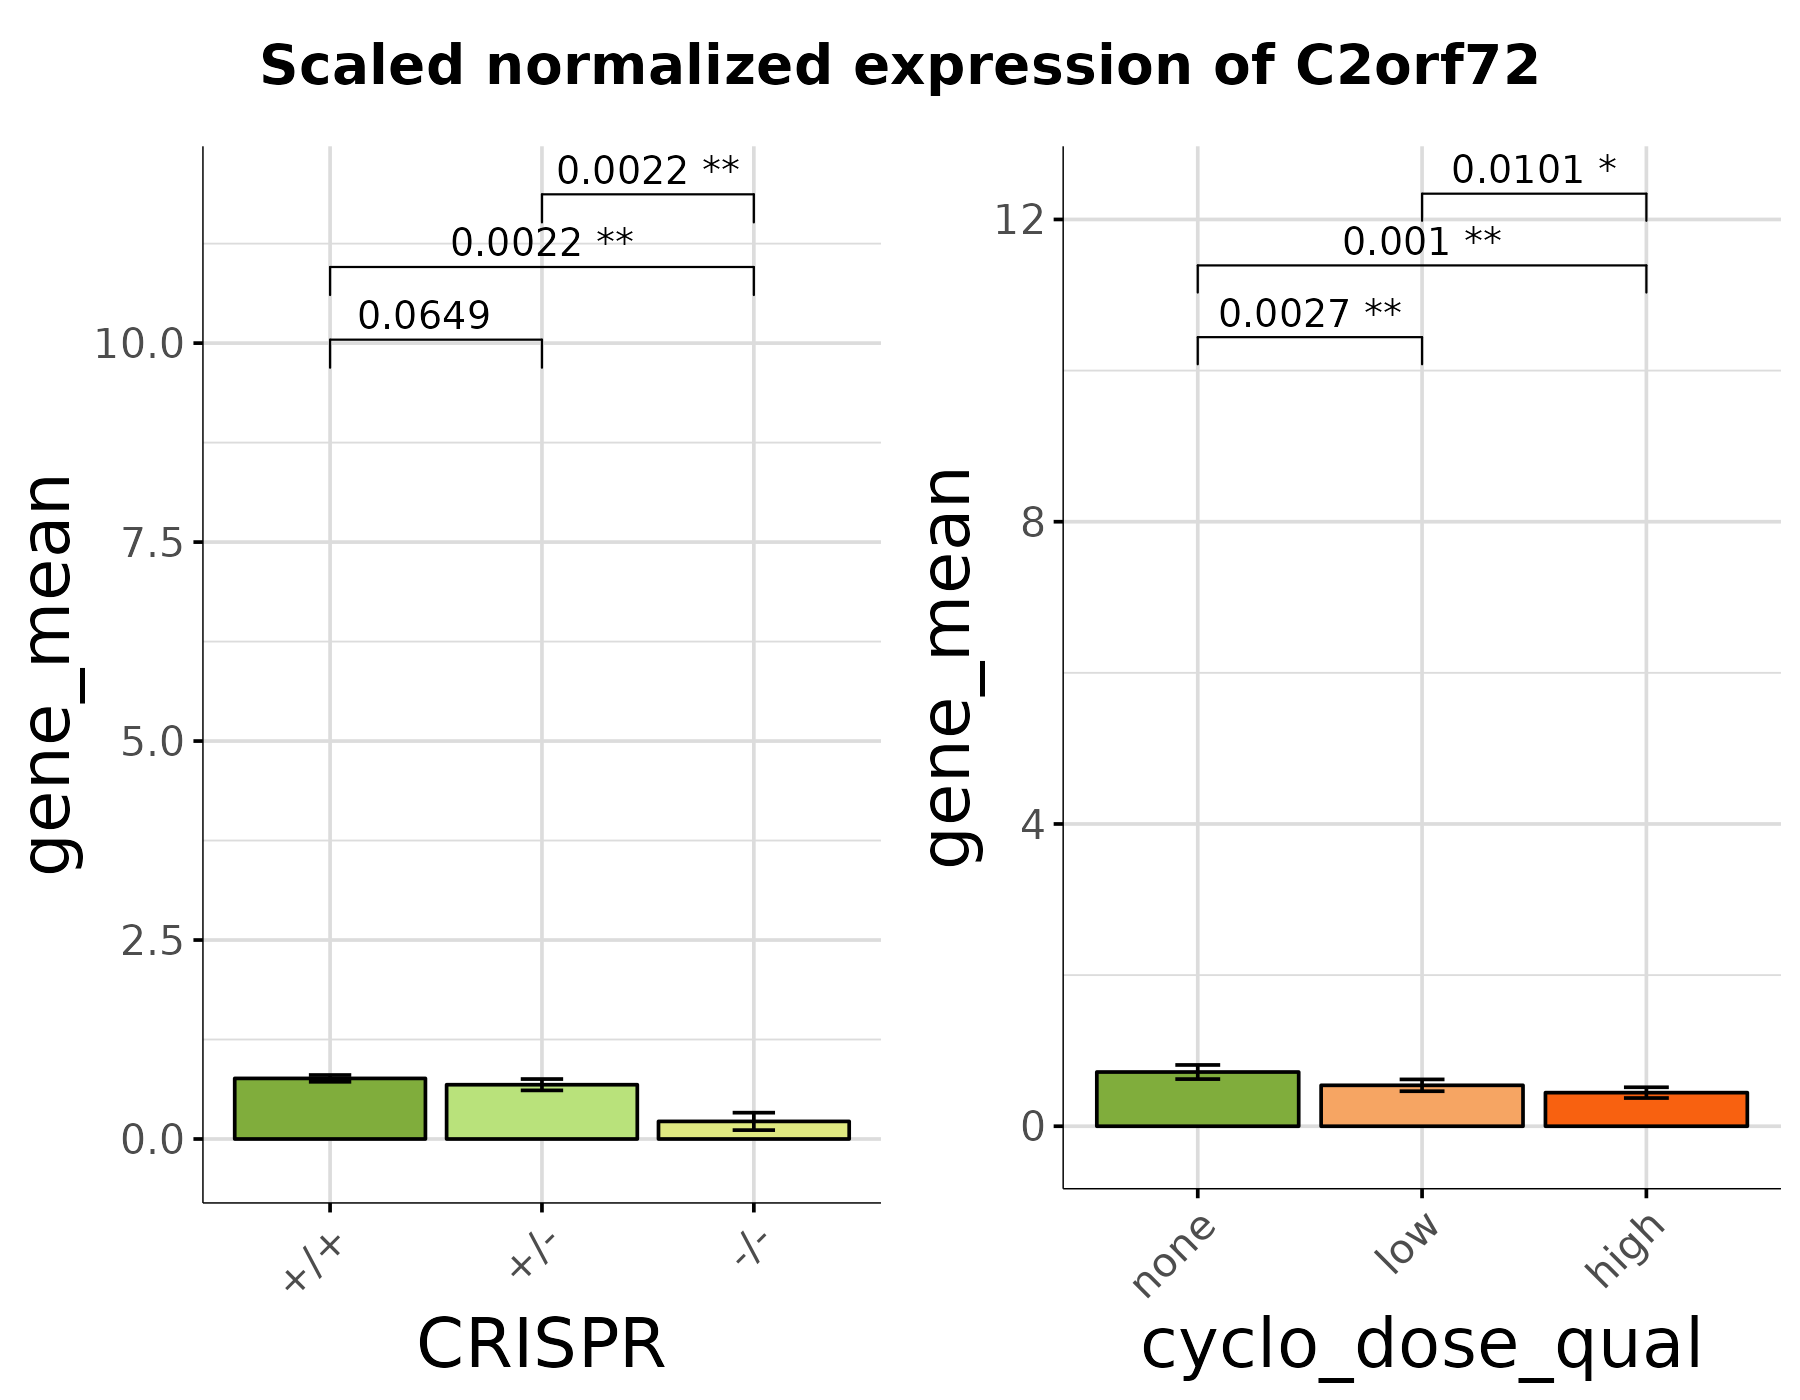 Scaled normalized expression of C2orf72
gene_mean
10.0
7.5
5.0
2.5
0.0
0.0022 **
0.0022 **
0.0649
+/+
+/-
-/-
CRISPR
gene_mean
12
8
4
0
0.0101 *
0.001 **
0.0027 **
none
low
high
cyclo_dose_qual